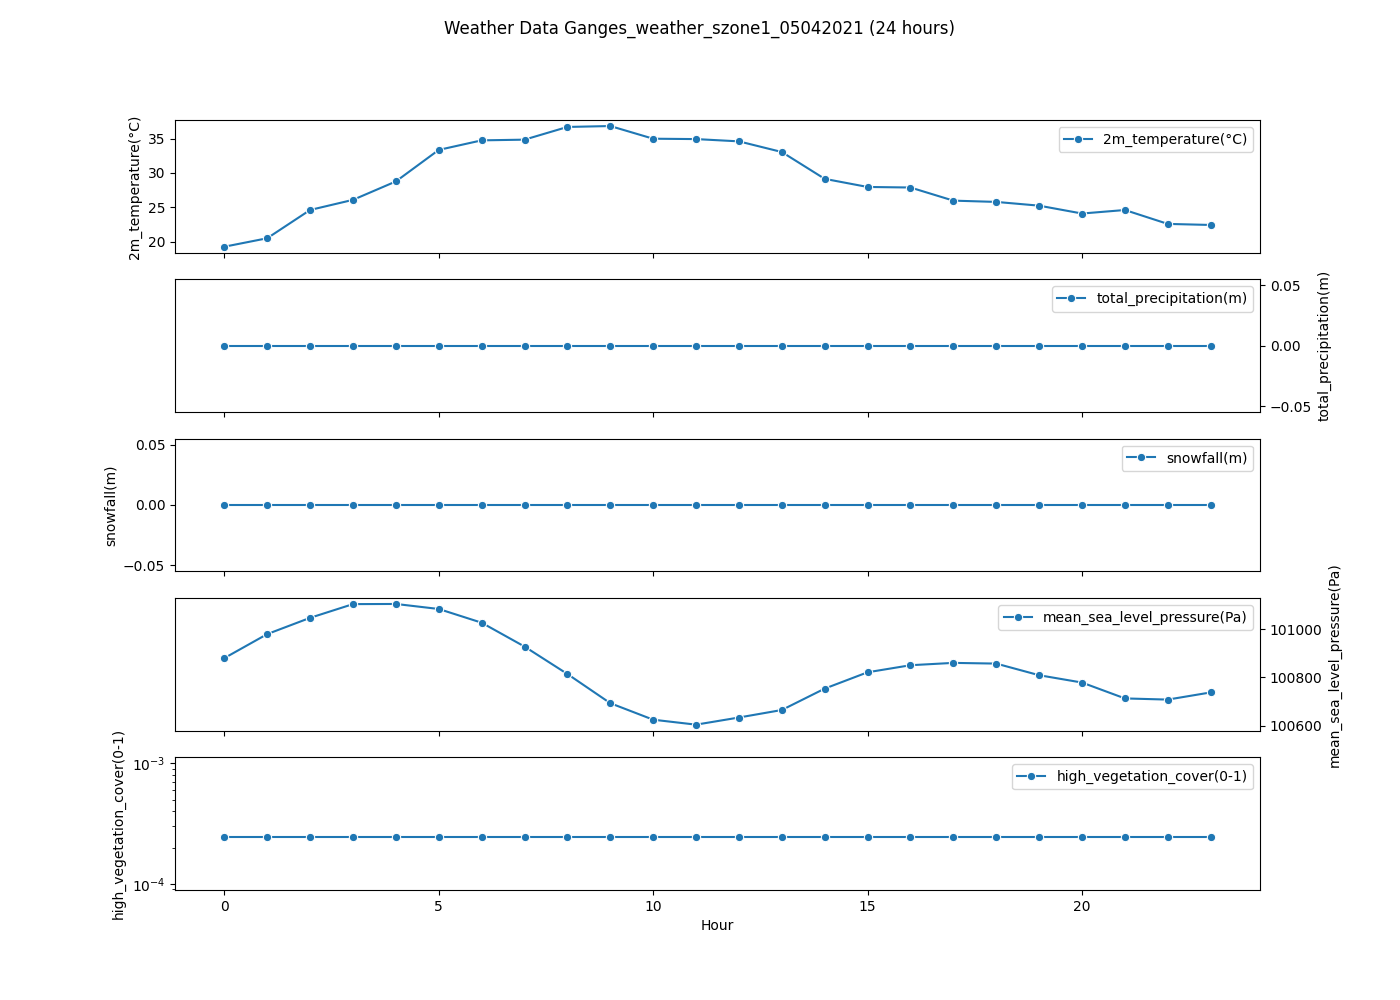 Weather Data Ganges_weather_szone1_05042021 (24 hours)
2m_temperature(°C)
35
30
25
20
2m_temperature(°C)
total_precipitation(m)
0.05
0.00
−0.05
total_precipitation(m)
snowfall(m)
0.05
0.00
−0.05
snowfall(m)
mean_sea_level_pressure(Pa)
101000
100800
100600
mean_sea_level_pressure(Pa)
high_vegetation_cover(0-1)
10⁻³
10⁻⁴
high_vegetation_cover(0-1)
0 5 10 15 20
Hour